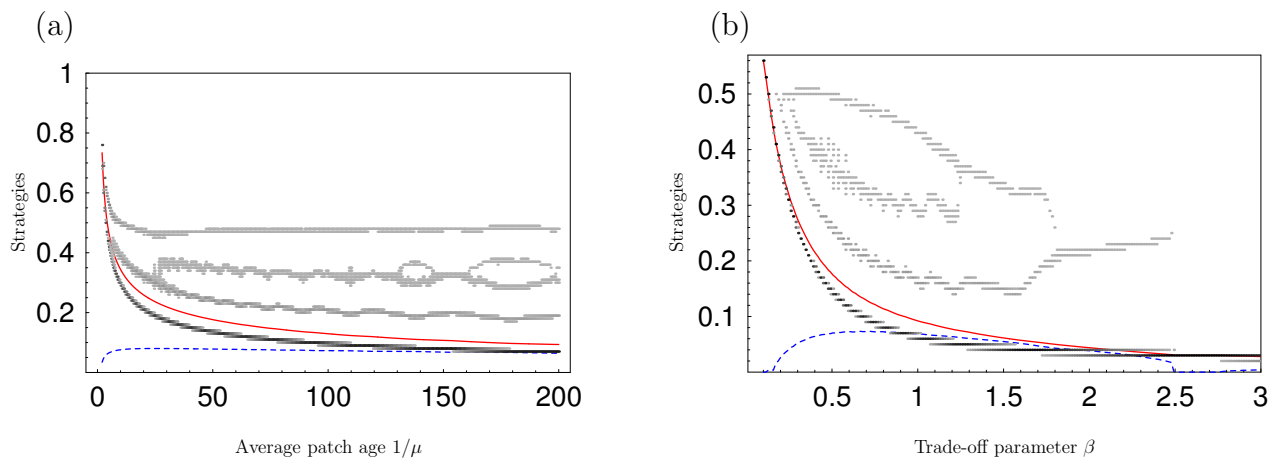 (a)
1
0.8
0.6
0.4
0.2
Strategies
0 50 100 150 200
Average patch age 1/μ
(b)
0.5
0.4
0.3
0.2
0.1
Strategies
0.5 1 1.5 2 2.5 3
Trade-off parameter β